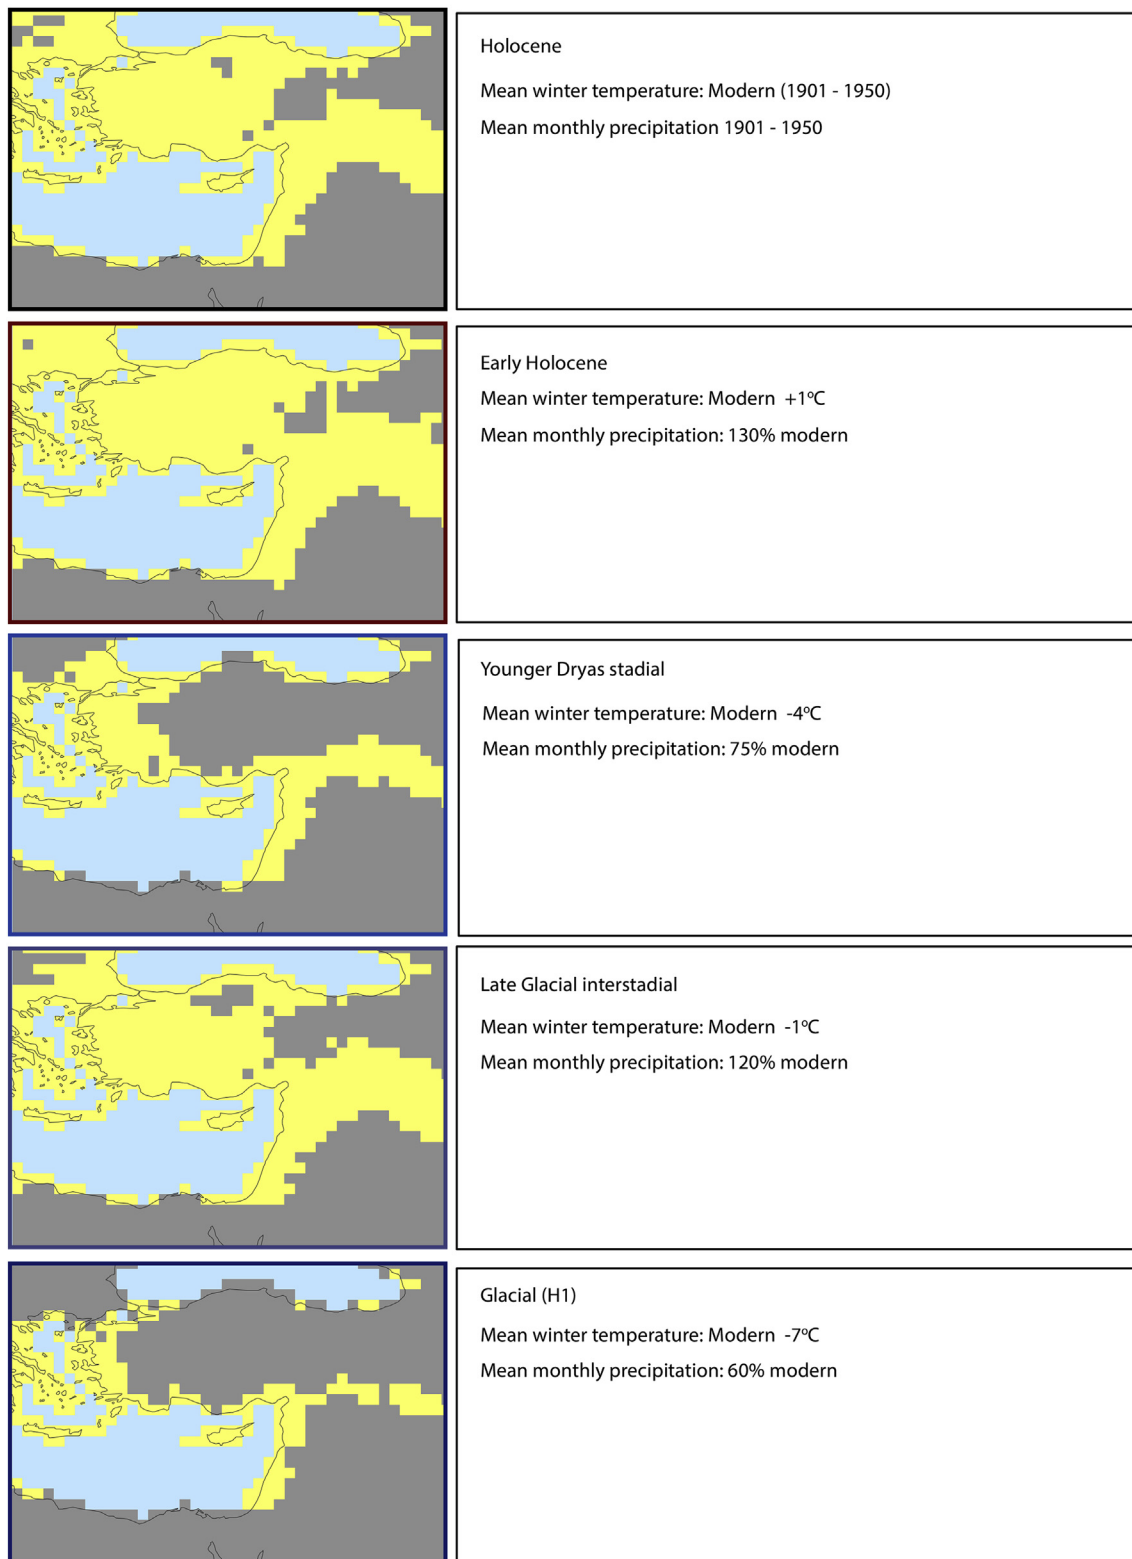 Holocene
Mean winter temperature: Modern (1901 - 1950)
Mean monthly precipitation 1901 - 1950
Early Holocene
Mean winter temperature: Modern +1ºC
Mean monthly precipitation: 130% modern
Younger Dryas stadial
Mean winter temperature: Modern -4ºC
Mean monthly precipitation: 75% modern
Late Glacial interstadial
Mean winter temperature: Modern -1ºC
Mean monthly precipitation: 120% modern
Glacial (H1)
Mean winter temperature: Modern -7ºC
Mean monthly precipitation: 60% modern